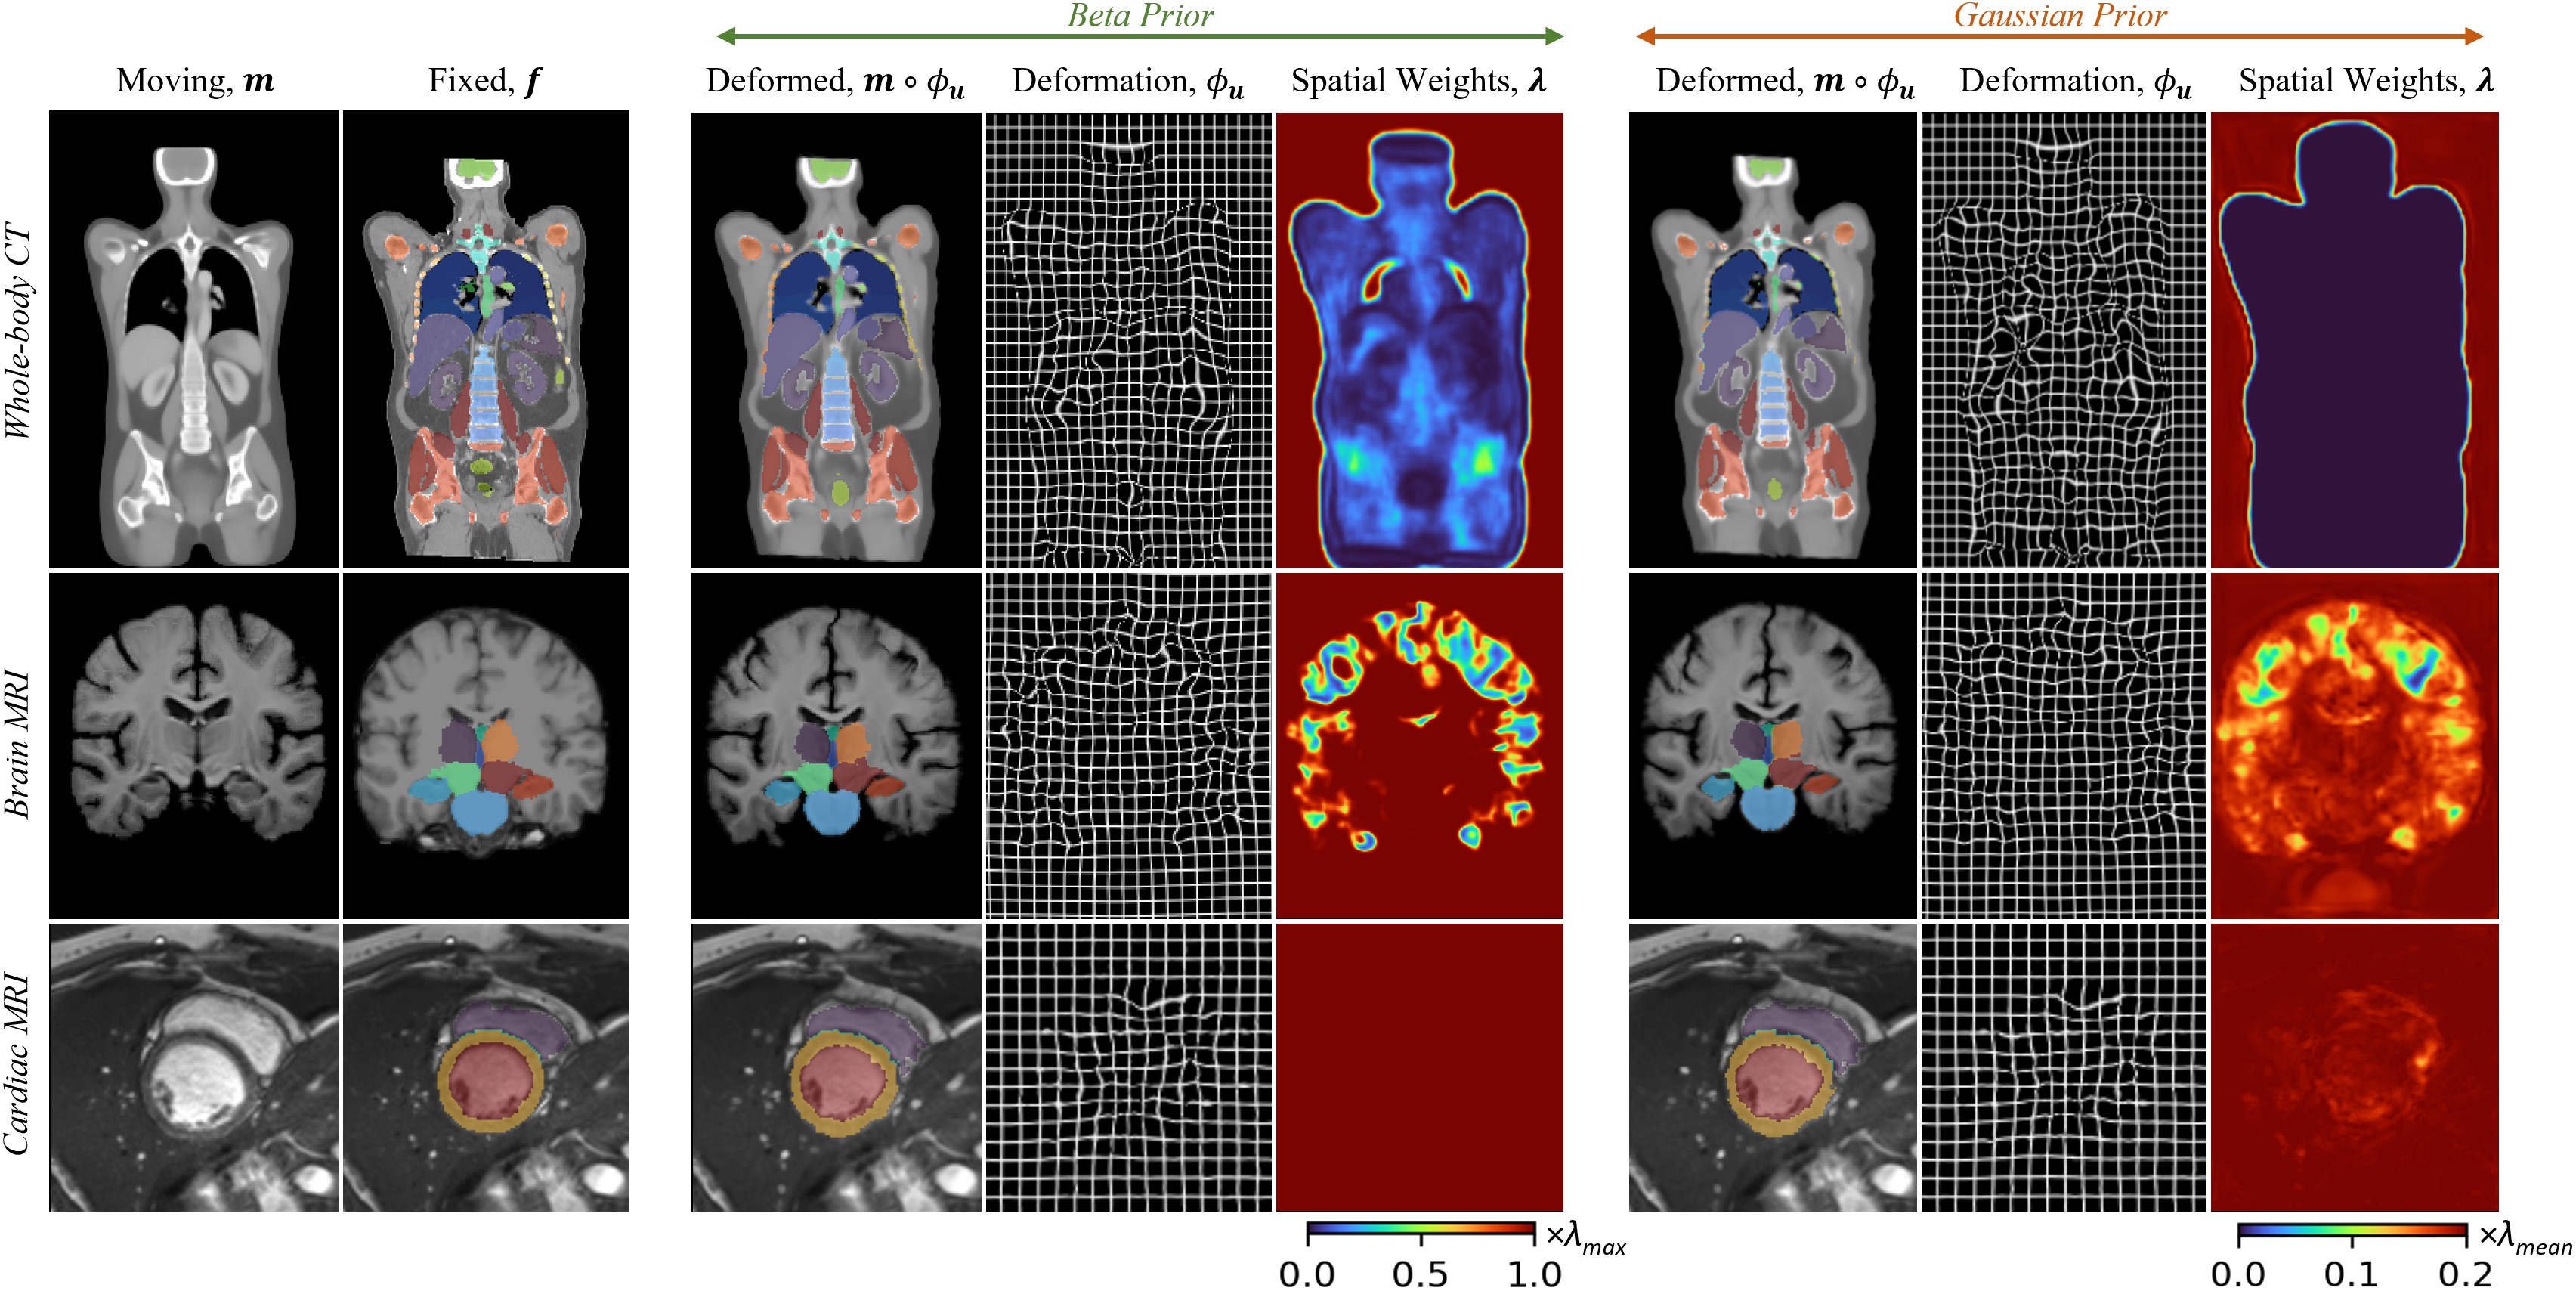 Beta Prior
Gaussian Prior
Moving, m
Fixed, f
Deformed, m ∘ ϕu
Deformation, ϕu
Spatial Weights, λ
Deformed, m ∘ ϕu
Deformation, ϕu
Spatial Weights, λ
Whole-body CT
Brain MRI
Cardiac MRI
×λmax
0.0 0.5 1.0
×λmean
0.0 0.1 0.2